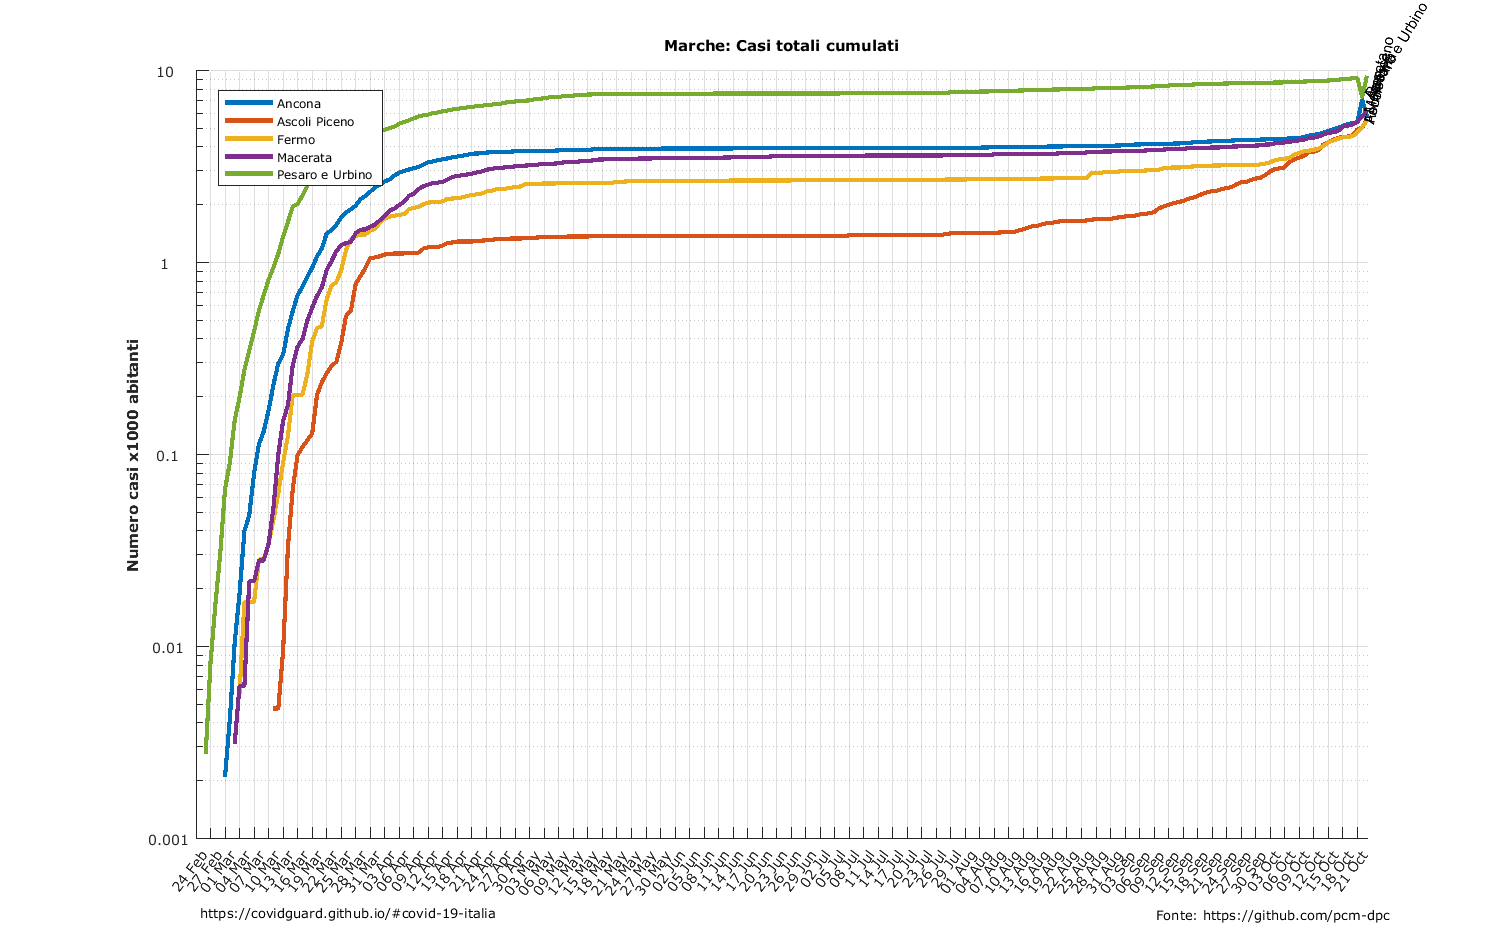 Marche: Casi totali cumulati
10
1
0.1
0.01
0.001
Numero casi x1000 abitanti
Ancona
Ascoli Piceno
Fermo
Macerata
Pesaro e Urbino
e Urbino
24 Feb
27 Feb
01 Mar
04 Mar
07 Mar
10 Mar
13 Mar
16 Mar
19 Mar
22 Mar
25 Mar
28 Mar
31 Mar
03 Apr
06 Apr
09 Apr
12 Apr
15 Apr
18 Apr
21 Apr
24 Apr
27 Apr
30 Apr
03 May
06 May
09 May
12 May
15 May
18 May
21 May
24 May
27 May
30 May
02 Jun
05 Jun
08 Jun
11 Jun
14 Jun
17 Jun
20 Jun
23 Jun
26 Jun
29 Jun
02 Jul
05 Jul
08 Jul
11 Jul
14 Jul
17 Jul
20 Jul
23 Jul
26 Jul
29 Jul
01 Aug
04 Aug
07 Aug
10 Aug
13 Aug
16 Aug
19 Aug
22 Aug
25 Aug
28 Aug
31 Aug
03 Sep
06 Sep
09 Sep
12 Sep
15 Sep
18 Sep
21 Sep
24 Sep
27 Sep
30 Sep
03 Oct
06 Oct
09 Oct
12 Oct
15 Oct
18 Oct
21 Oct
https://covidguard.github.io/#covid-19-italia
Fonte: https://github.com/pcm-dpc